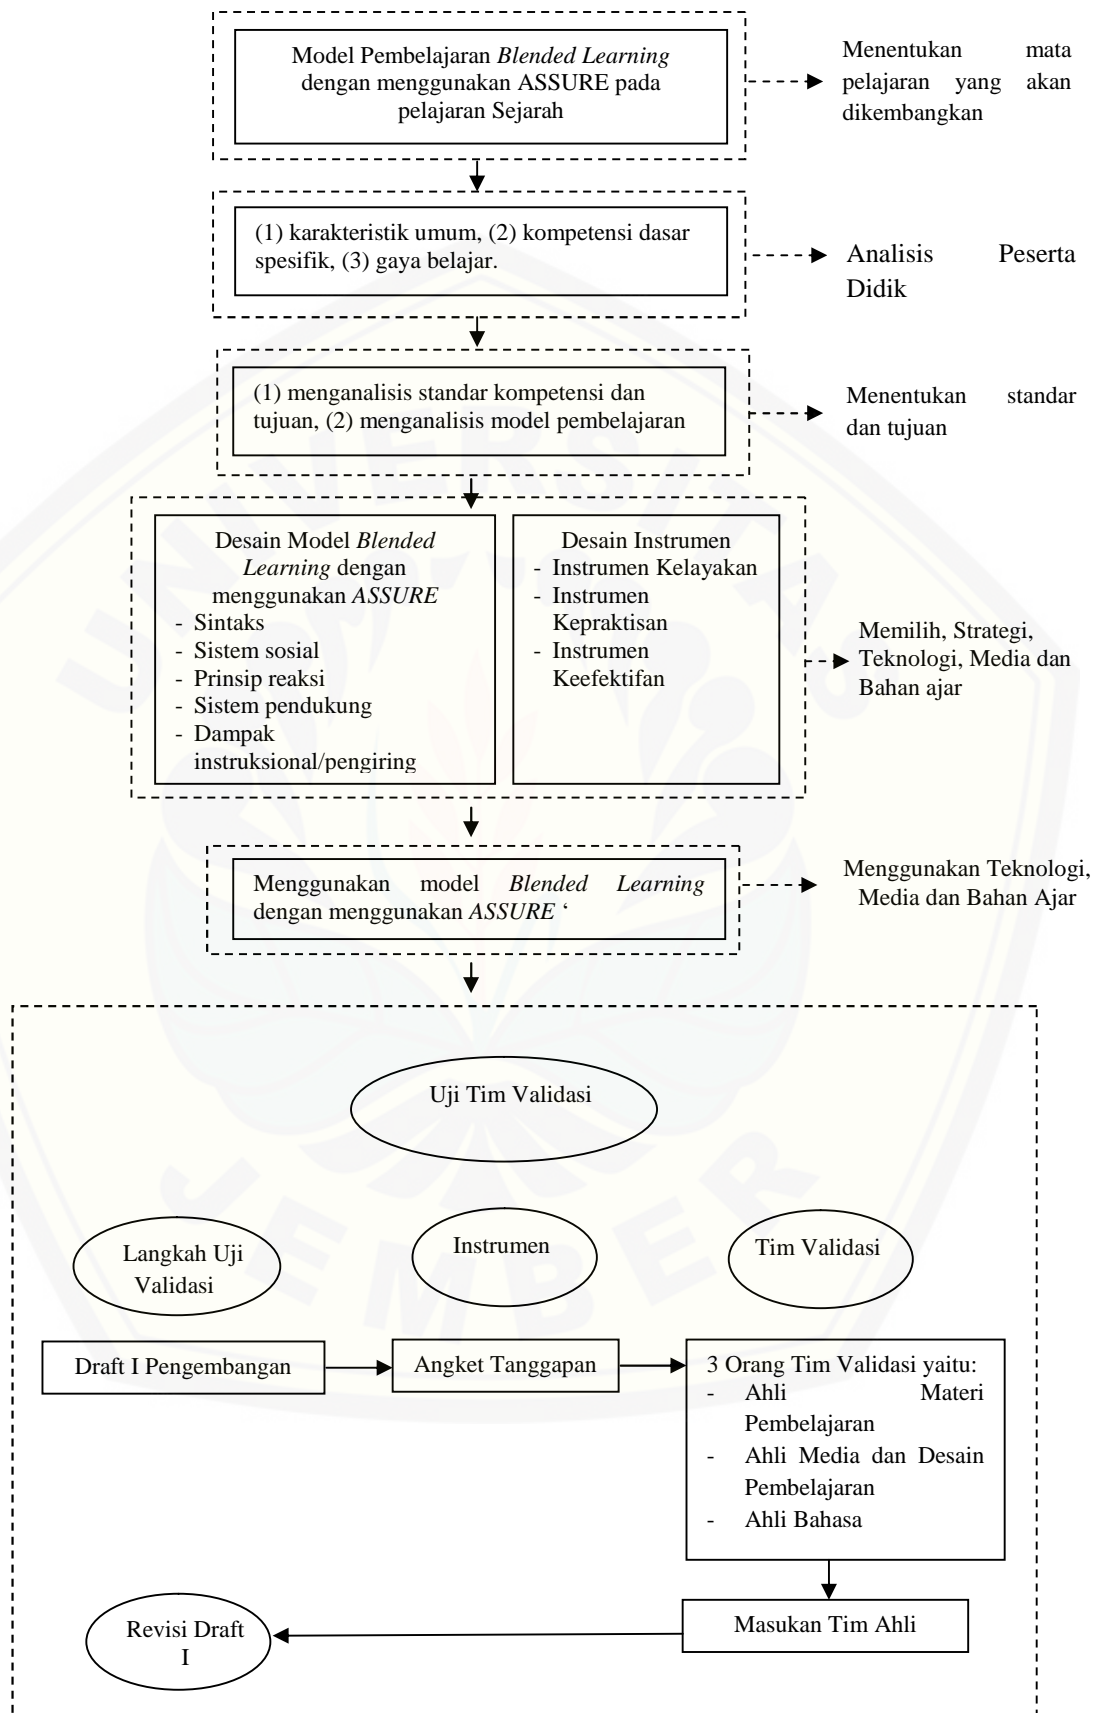 Model Pembelajaran Blended Learning
dengan menggunakan ASSURE pada
pelajaran Sejarah
Menentukan mata
pelajaran yang akan
dikembangkan
(1) karakteristik umum, (2) kompetensi dasar
spesifik, (3) gaya belajar.
Analisis Peserta
Didik
(1) menganalisis standar kompetensi dan
tujuan, (2) menganalisis model pembelajaran
Menentukan standar
dan tujuan
Desain Model Blended
Learning dengan
menggunakan ASSURE
- Sintaks
- Sistem sosial
- Prinsip reaksi
- Sistem pendukung
- Dampak
instruksional/pengiring
Desain Instrumen
- Instrumen Kelayakan
- Instrumen
Kepraktisan
- Instrumen
Keefektifan
Memilih, Strategi,
Teknologi, Media dan
Bahan ajar
Menggunakan model Blended Learning
dengan menggunakan ASSURE ‘
Menggunakan Teknologi,
Media dan Bahan Ajar
Uji Tim Validasi
Langkah Uji
Validasi
Instrumen
Tim Validasi
Draft I Pengembangan
Angket Tanggapan
3 Orang Tim Validasi yaitu:
- Ahli Materi
Pembelajaran
- Ahli Media dan Desain
Pembelajaran
- Ahli Bahasa
Masukan Tim Ahli
Revisi Draft
I
UNIVERSITAS
JEMBER